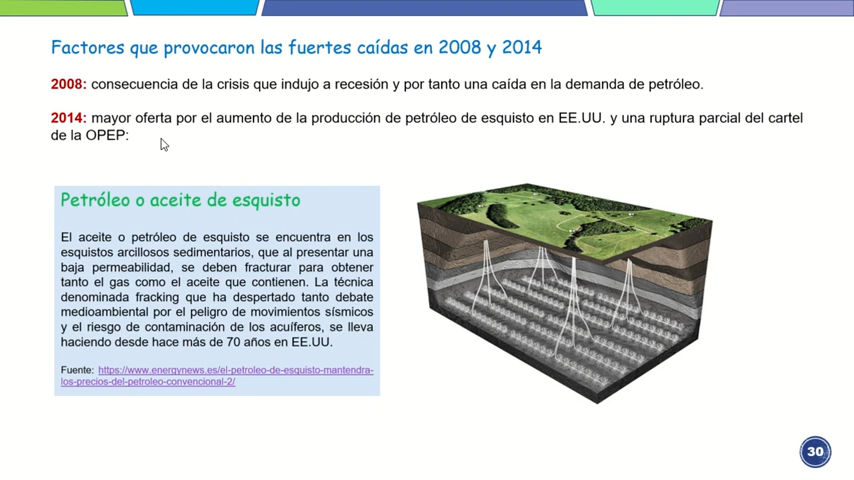 Factores que provocaron las fuertes caídas en 2008 y 2014
2008: consecuencia de la crisis que indujo a recesión y por tanto una caída en la demanda de petróleo.
2014: mayor oferta por el aumento de la producción de petróleo de esquisto en EE.UU. y una ruptura parcial del cartel
de la OPEP:
Petróleo o aceite de esquisto
El aceite o petróleo de esquisto se encuentra en los
esquistos arcillosos sedimentarios, que al presentar una
baja permeabilidad, se deben fracturar para obtener
tanto el gas como el aceite que contienen. La técnica
denominada fracking que ha despertado tanto debate
medioambiental por el peligro de movimientos sísmicos
y el riesgo de contaminación de los acuíferos, se lleva
haciendo desde hace más de 70 años en EE.UU.
Fuente: https://www.energynews.es/el-petroleo-de-esquisto-mantendra-
los-precios-del-petroleo-convencional-2/
30